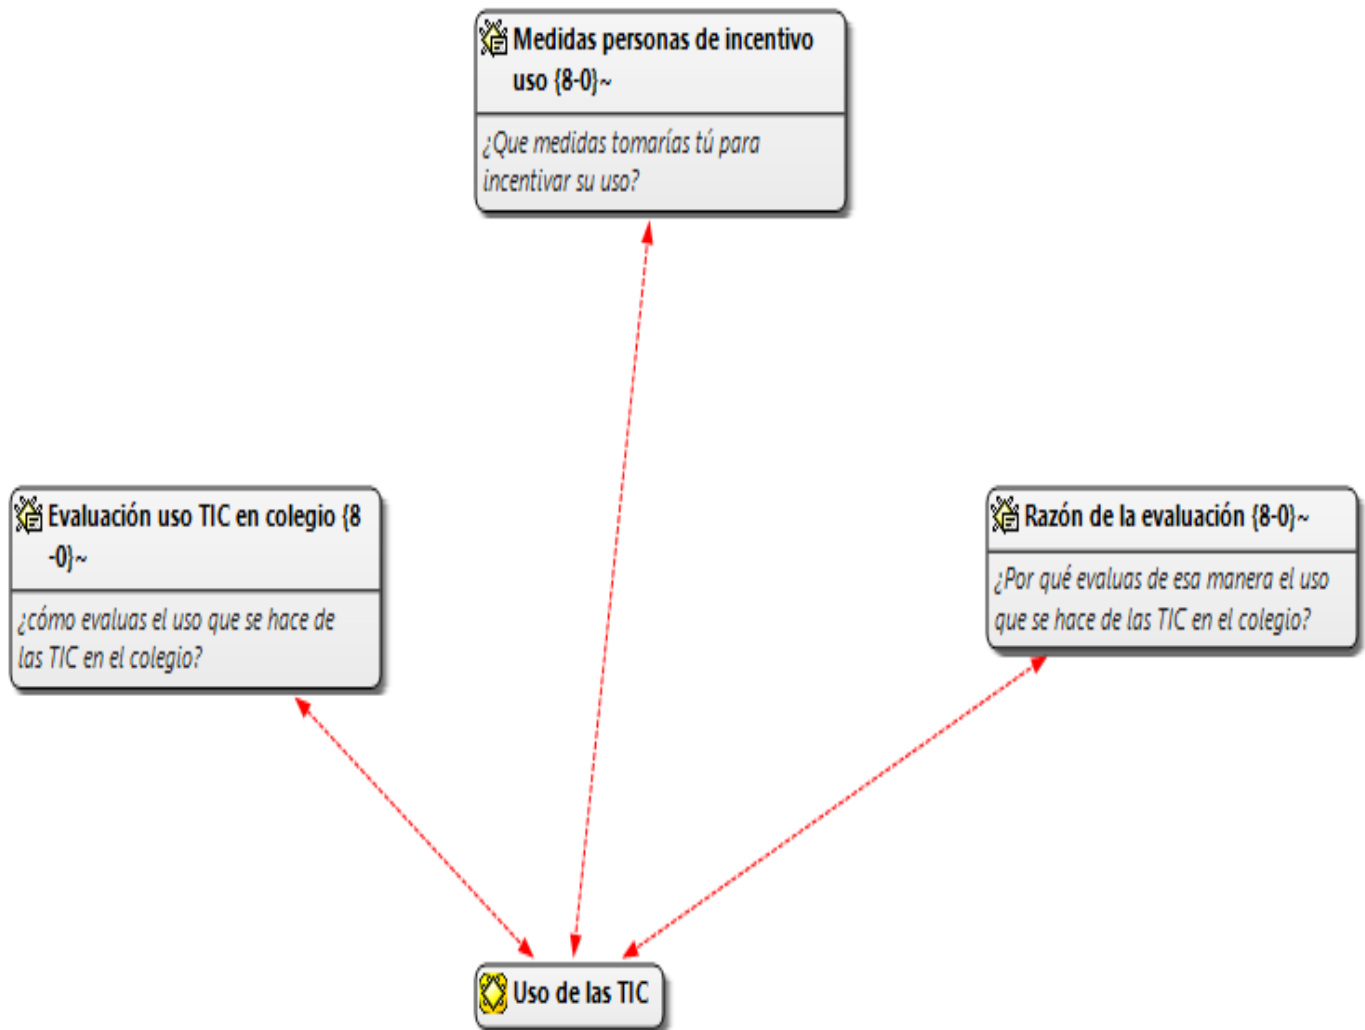 Medidas personas de incentivo
uso {8-0}~
¿Que medidas tomarías tú para
incentivar su uso?
Evaluación uso TIC en colegio {8
-0}~
¿cómo evaluas el uso que se hace de
las TIC en el colegio?
Razón de la evaluación {8-0}~
¿Por qué evaluas de esa manera el uso
que se hace de las TIC en el colegio?
Uso de las TIC